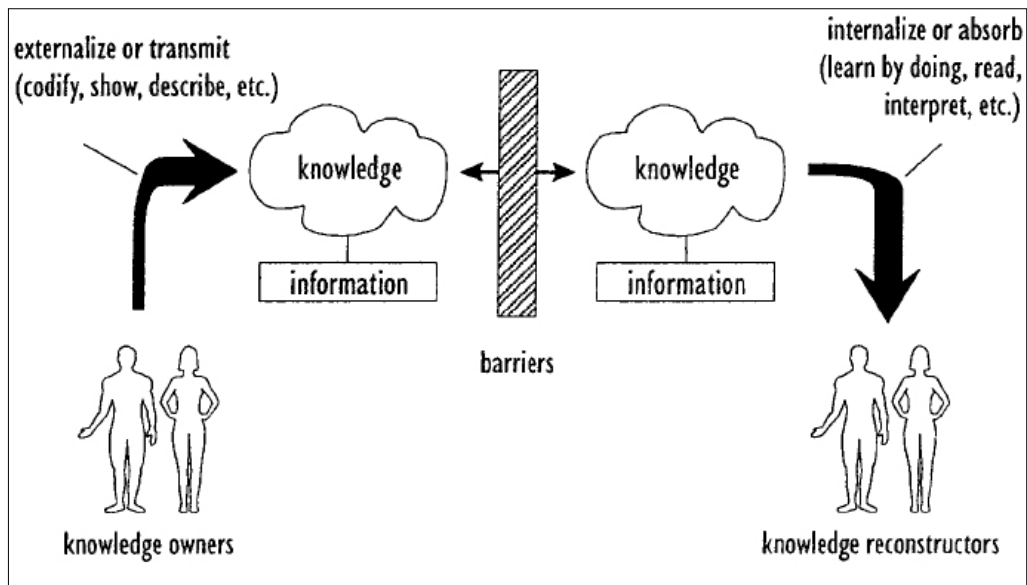 externalize or transmit
(codify, show, describe, etc.)
internalize or absorb
(learn by doing, read,
interpret, etc.)
knowledge
knowledge
information
information
barriers
knowledge owners
knowledge reconstructors